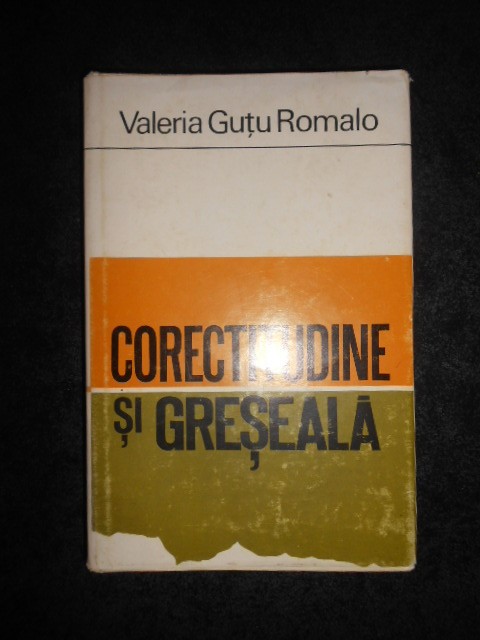 Valeria Guțu Romalo
CORECTITUDINE
ȘI GREȘEALĂ